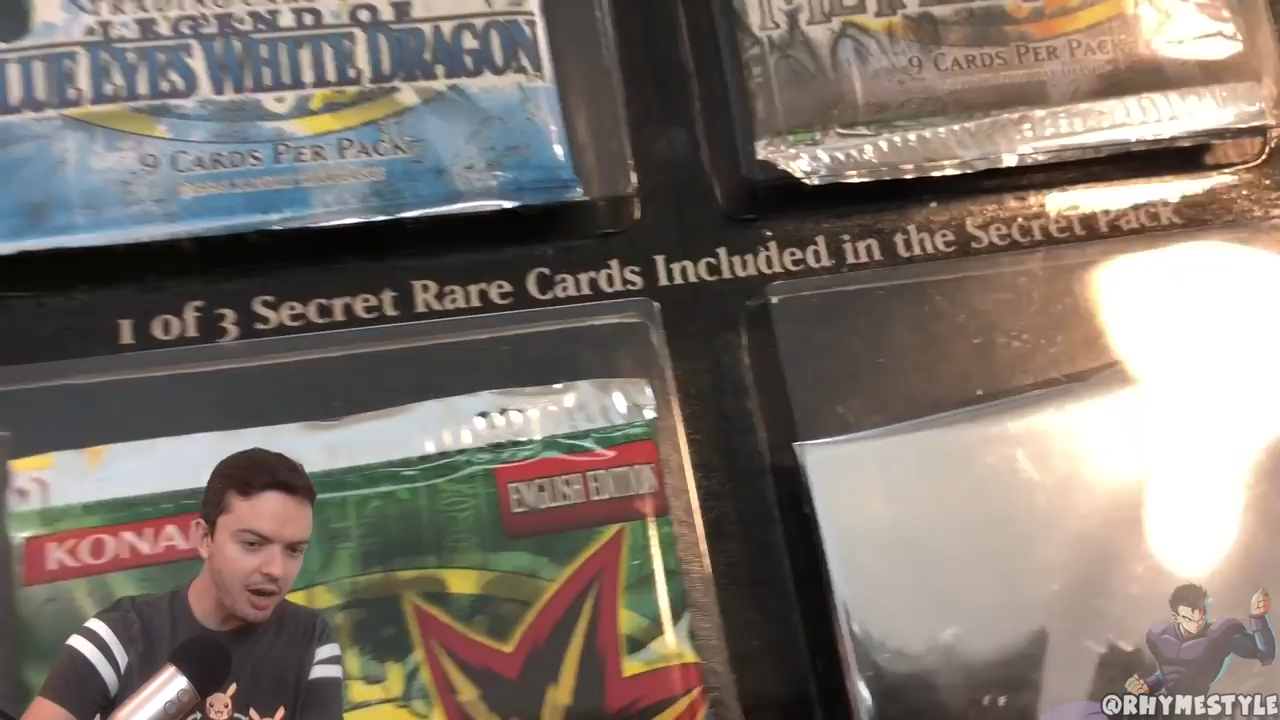 LEGEND OF
BLUE EYES WHITE DRAGON
9 CARDS PER PACK
9 CARDS PER PACK
1 of 3 Secret Rare Cards Included in the Secret Pack
KONA
ENGLISH EDITION
@RHYMESTYLE